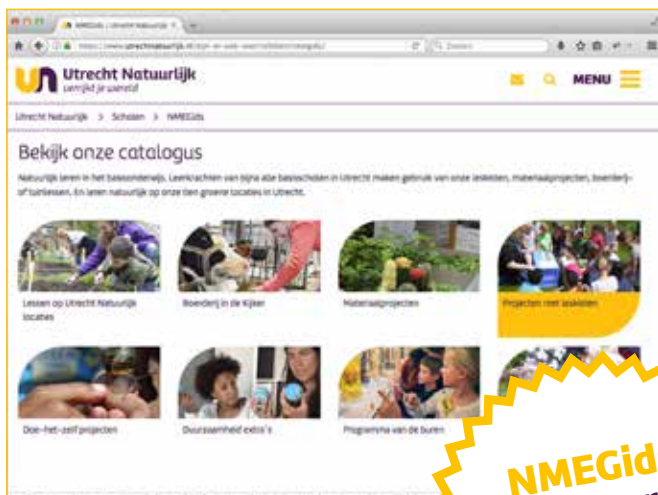 Utrecht Natuurlijk
verrijkt je wereld
MENU
Utrecht Natuurlijk > Scholen > NMEGids
Bekijk onze catalogus
Natuurlijk leren in het basisonderwijs. Leerkrachten van bijna alle basisscholen in Utrecht maken gebruik van onze leskisten, materiaalprojecten, boerderij-
of tuinlessen. En leren natuurlijk op onze tien groene locaties in Utrecht.
Lessen op Utrecht Natuurlijk
locaties
Boerderij in de Kijker
Materiaalprojecten
Projecten met leskisten
Doe-het-zelf projecten
Duurzaamheid extra's
Programma van de buren
NMEGid